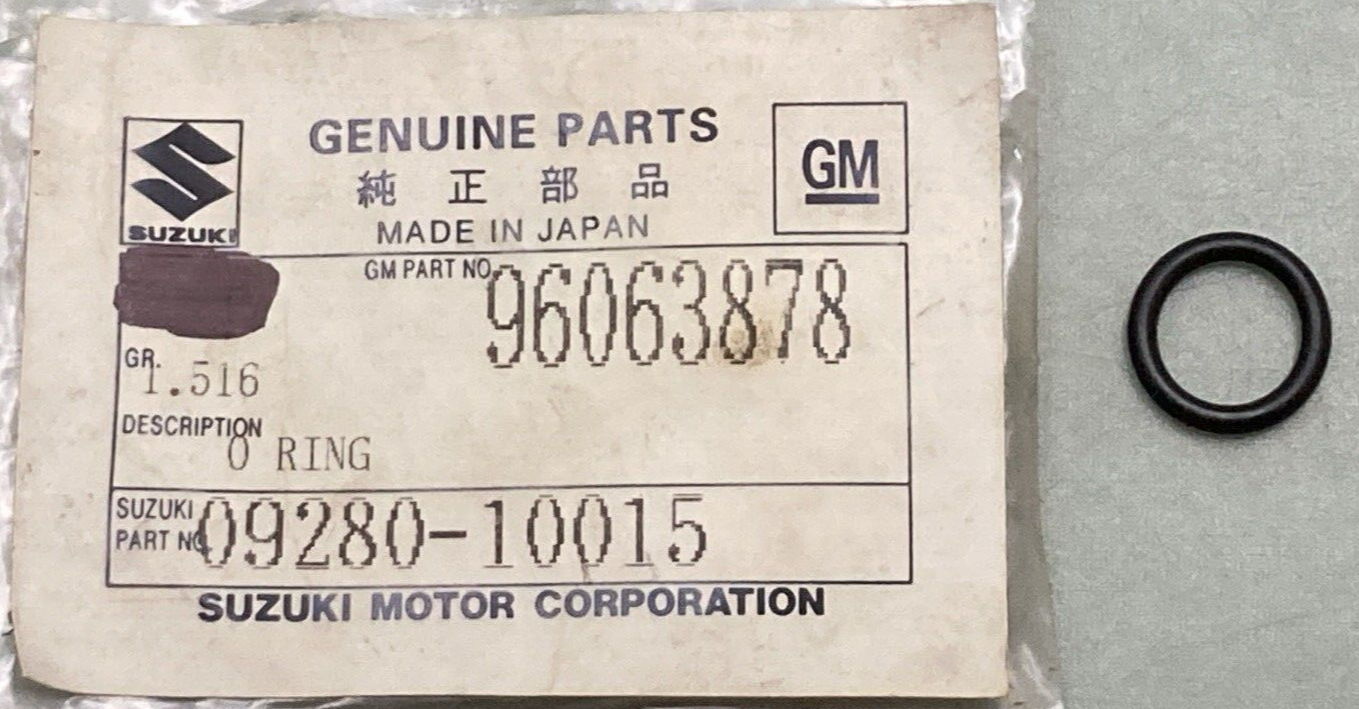 GENUINE PARTS
純正部品
MADE IN JAPAN
SUZUKI
GM
GM PART NO. 96063878
GR. 1.516
DESCRIPTION
O RING
SUZUKI PART NO. 09280-10015
SUZUKI MOTOR CORPORATION